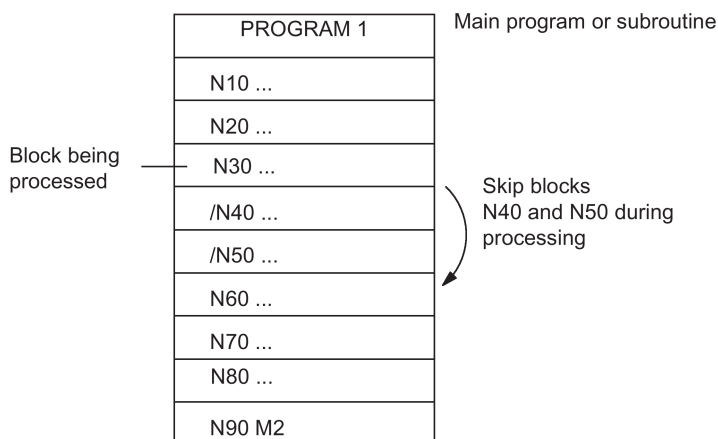 PROGRAM 1
Main program or subroutine
N10 ...
N20 ...
Block being
processed
N30 ...
/N40 ...
/N50 ...
Skip blocks
N40 and N50 during
processing
N60 ...
N70 ...
N80 ...
N90 M2